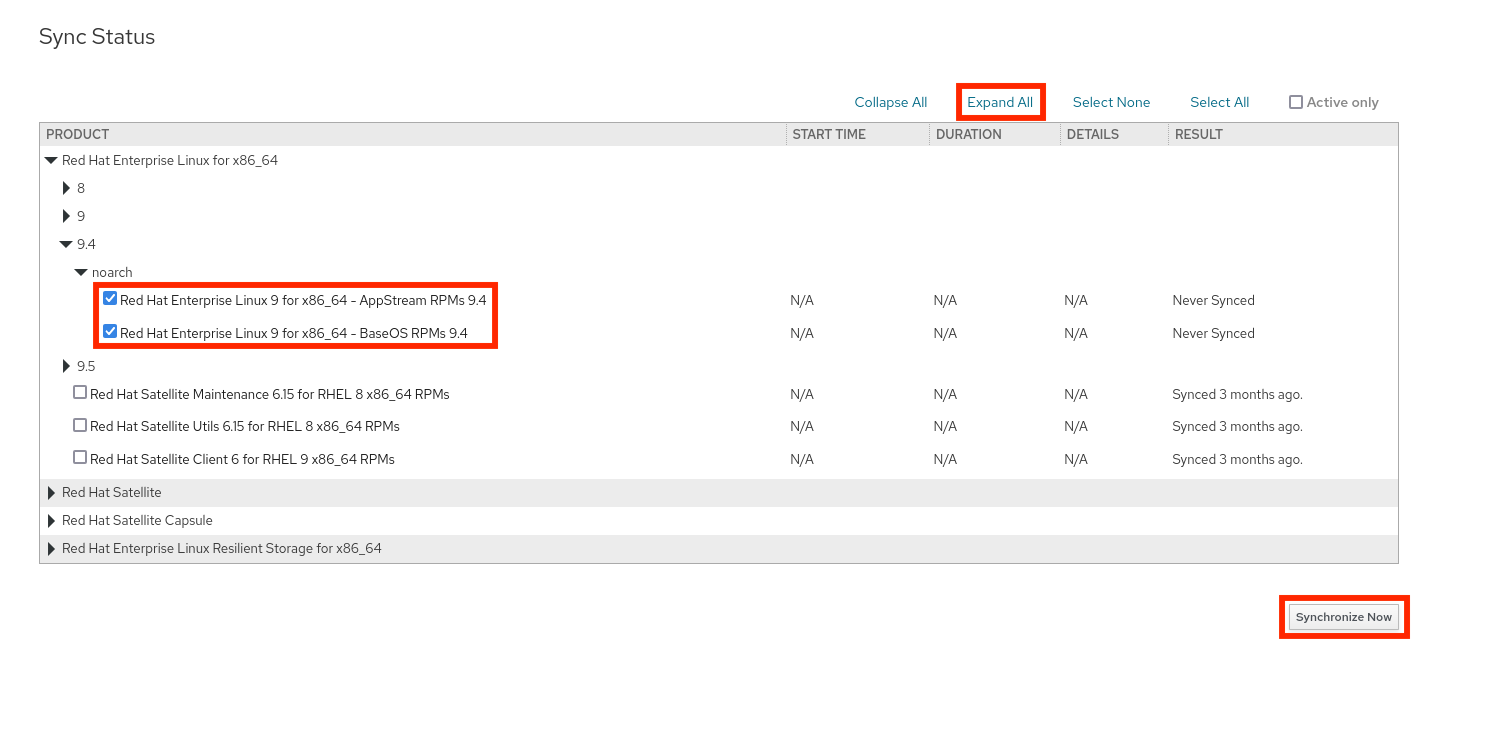 Sync Status
Collapse All Expand All Select None Select All Active only
PRODUCT START TIME DURATION DETAILS RESULT
Red Hat Enterprise Linux for x86_64
8
9
9.4
noarch
Red Hat Enterprise Linux 9 for x86_64 - AppStream RPMs 9.4 N/A N/A N/A Never Synced
Red Hat Enterprise Linux 9 for x86_64 - BaseOS RPMs 9.4 N/A N/A N/A Never Synced
9.5
Red Hat Satellite Maintenance 6.15 for RHEL 8 x86_64 RPMs N/A N/A N/A Synced 3 months ago.
Red Hat Satellite Utils 6.15 for RHEL 8 x86_64 RPMs N/A N/A N/A Synced 3 months ago.
Red Hat Satellite Client 6 for RHEL 9 x86_64 RPMs N/A N/A N/A Synced 3 months ago.
Red Hat Satellite
Red Hat Satellite Capsule
Red Hat Enterprise Linux Resilient Storage for x86_64
Synchronize Now